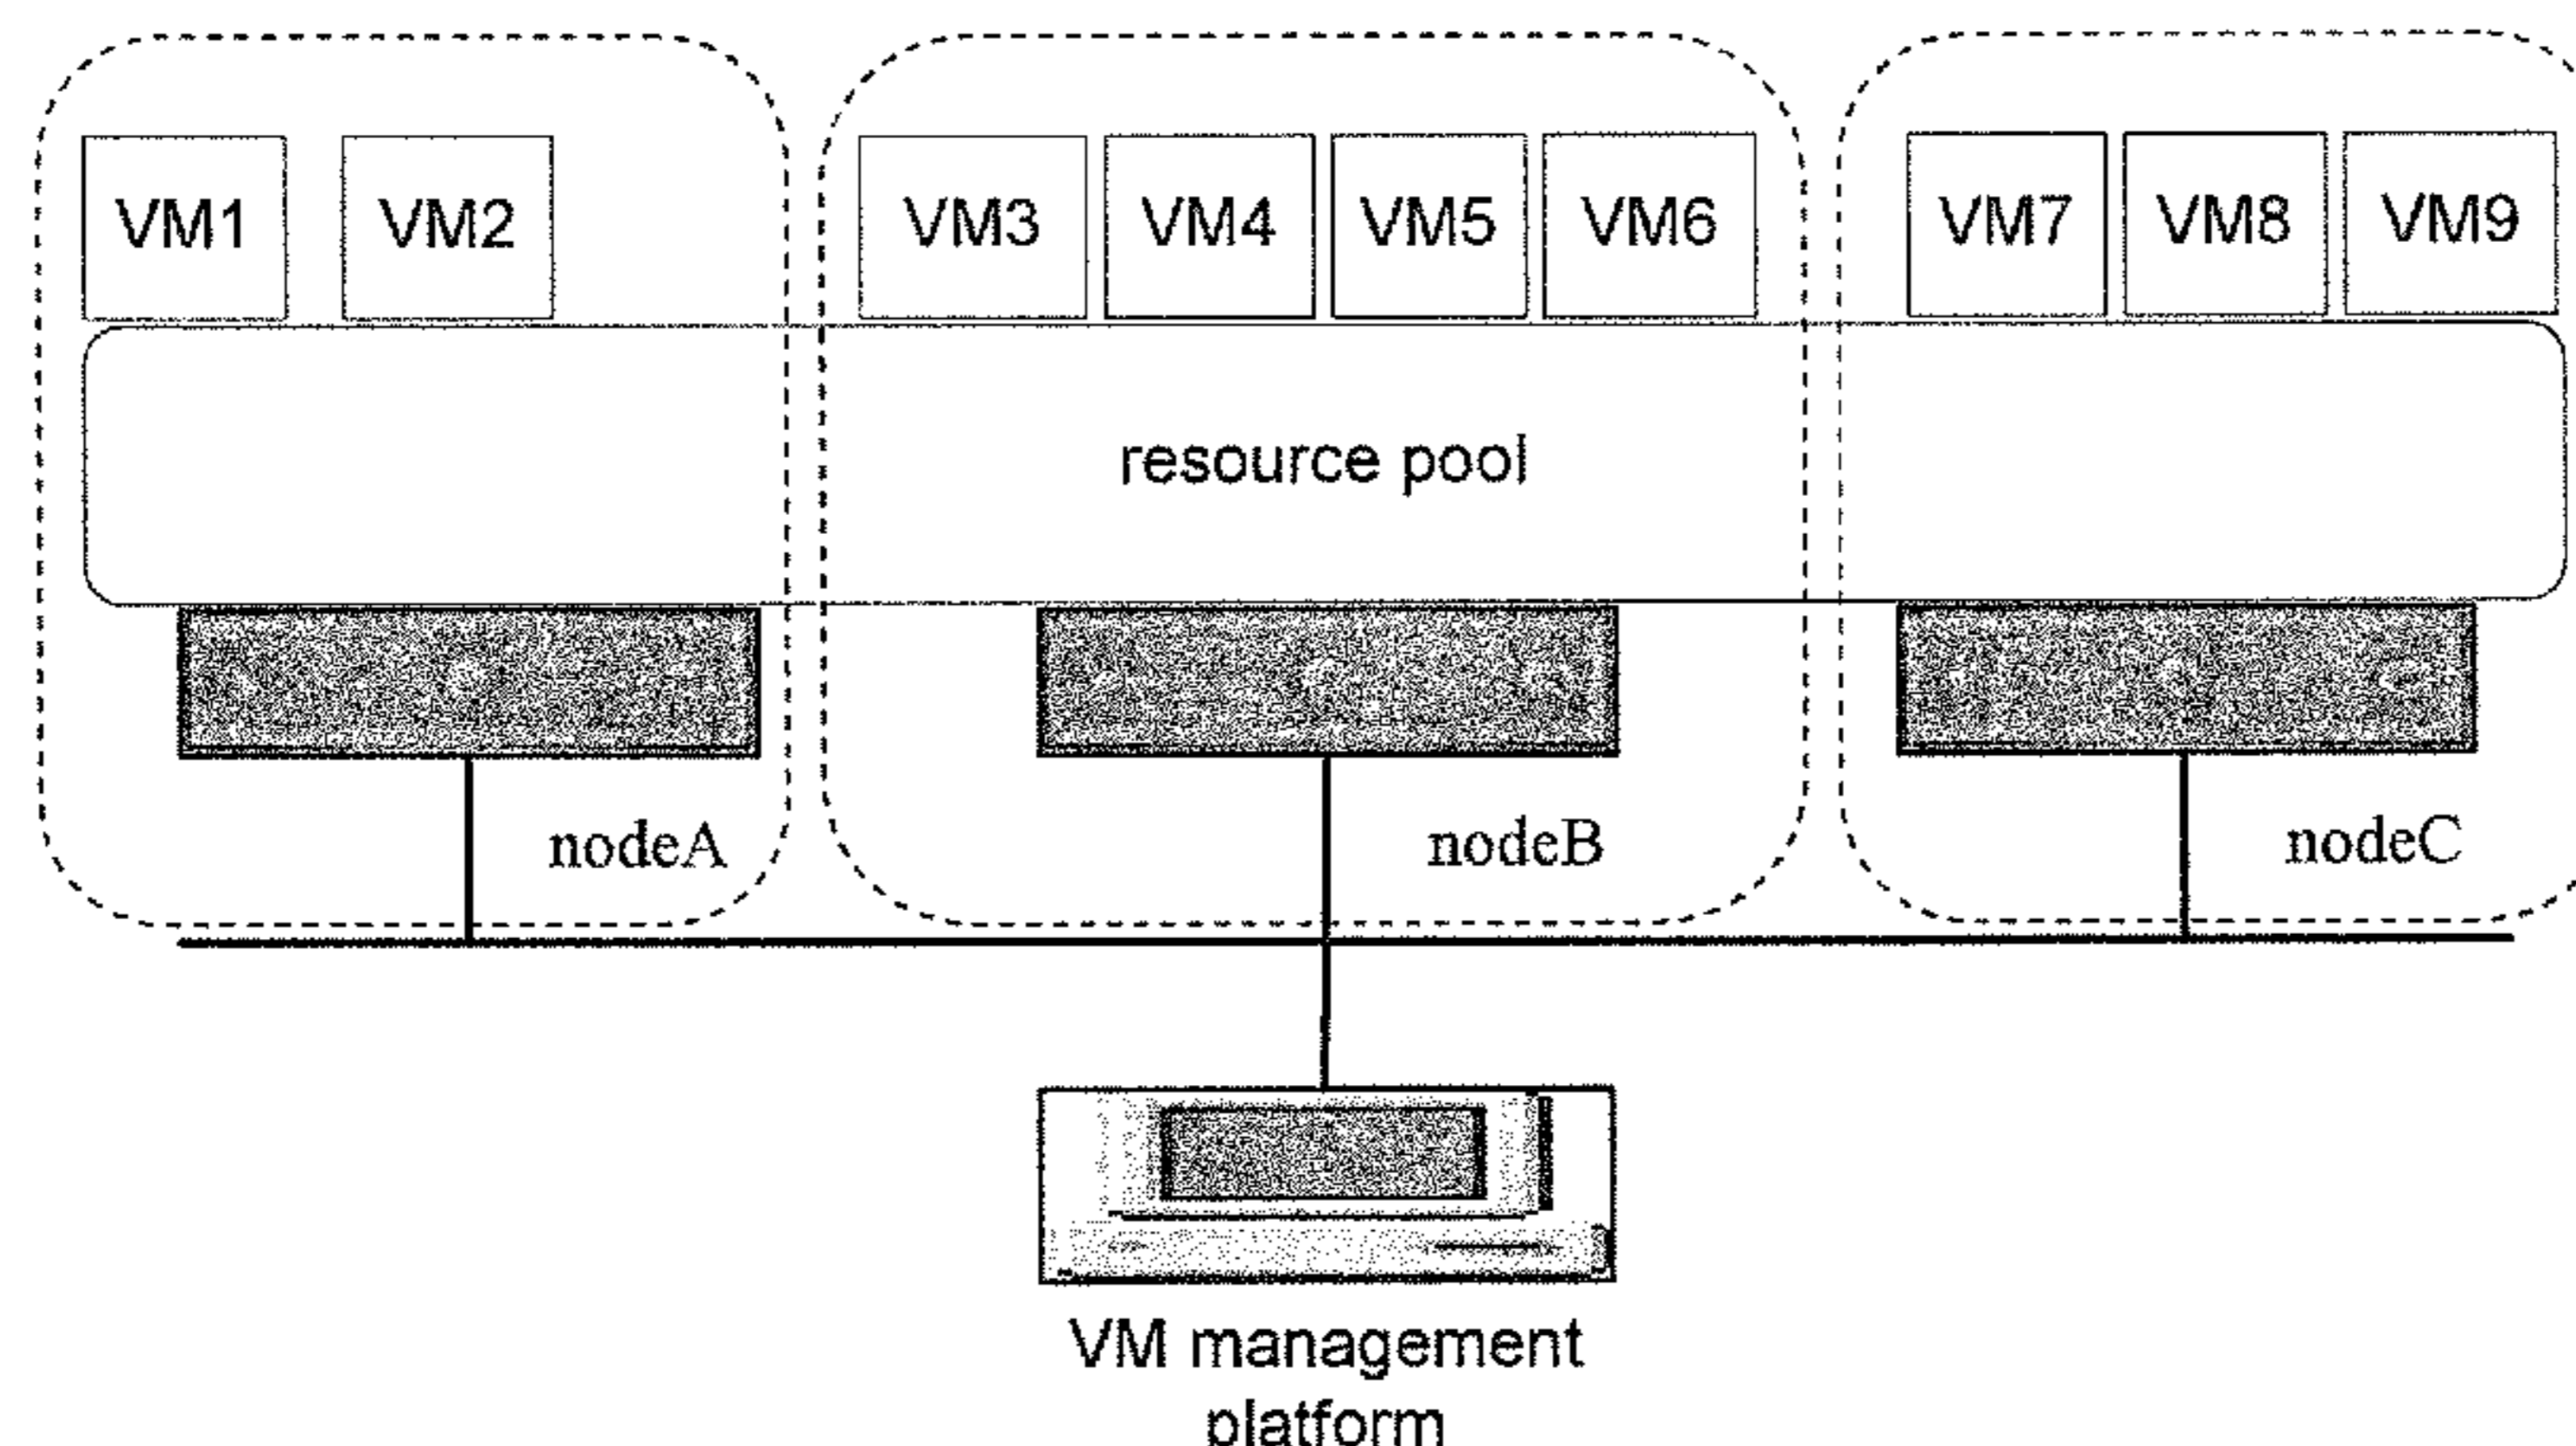 VM1 VM2 VM3 VM4 VM5 VM6 VM7 VM8 VM9
resource pool
nodeA nodeB nodeC
VM management
platform